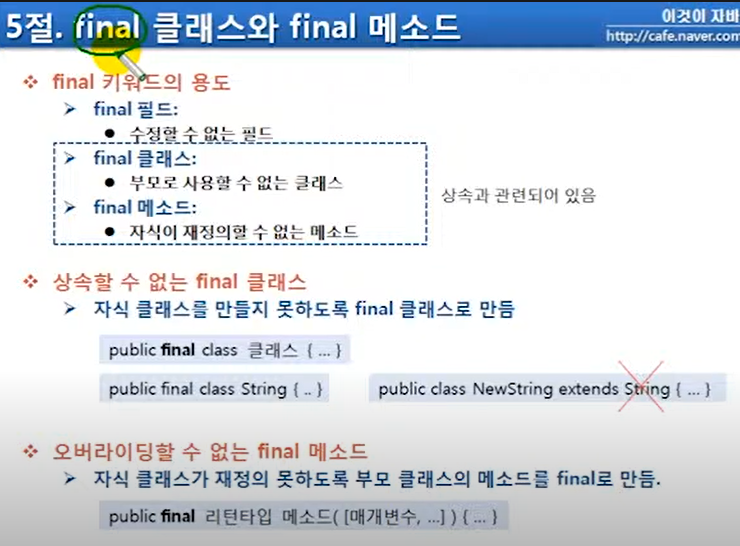 5절. final 클래스와 final 메소드
이것이 자바
http://cafe.naver.com
❖ final 키워드의 용도
➤ final 필드:
● 수정할 수 없는 필드
➤ final 클래스:
● 부모로 사용할 수 없는 클래스
➤ final 메소드:
● 자식이 재정의할 수 없는 메소드
상속과 관련되어 있음
❖ 상속할 수 없는 final 클래스
➤ 자식 클래스를 만들지 못하도록 final 클래스로 만듬
public final class 클래스 { ... }
public final class String { .. }
public class NewString extends String { ... }
❖ 오버라이딩할 수 없는 final 메소드
➤ 자식 클래스가 재정의 못하도록 부모 클래스의 메소드를 final로 만듬.
public final 리턴타입 메소드( [매개변수, ...] ) { ... }